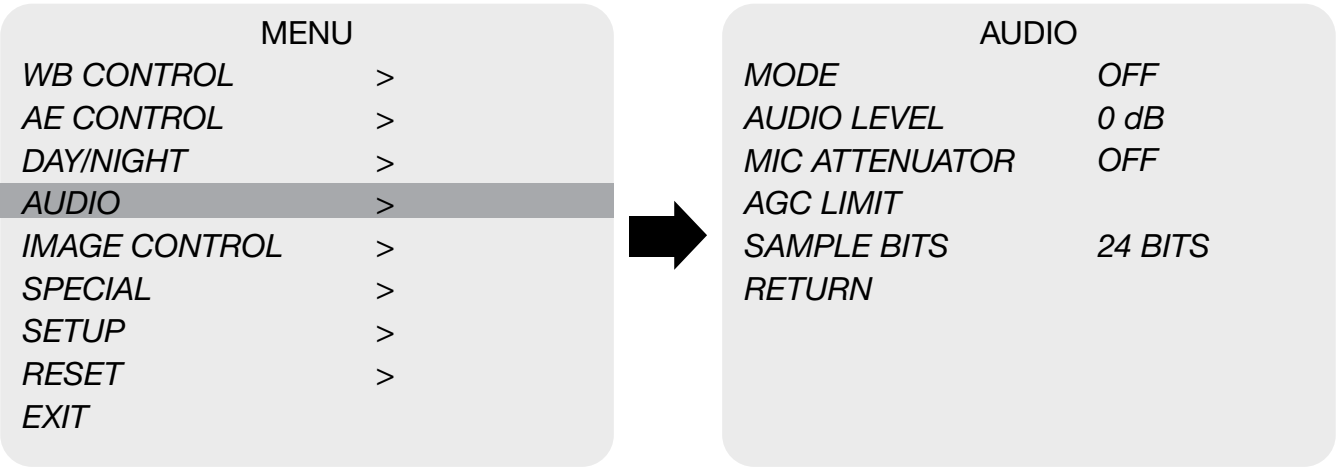 MENU
WB CONTROL >
AE CONTROL >
DAY/NIGHT >
AUDIO >
IMAGE CONTROL >
SPECIAL >
SETUP >
RESET >
EXIT
AUDIO
MODE OFF
AUDIO LEVEL 0 dB
MIC ATTENUATOR OFF
AGC LIMIT
SAMPLE BITS 24 BITS
RETURN